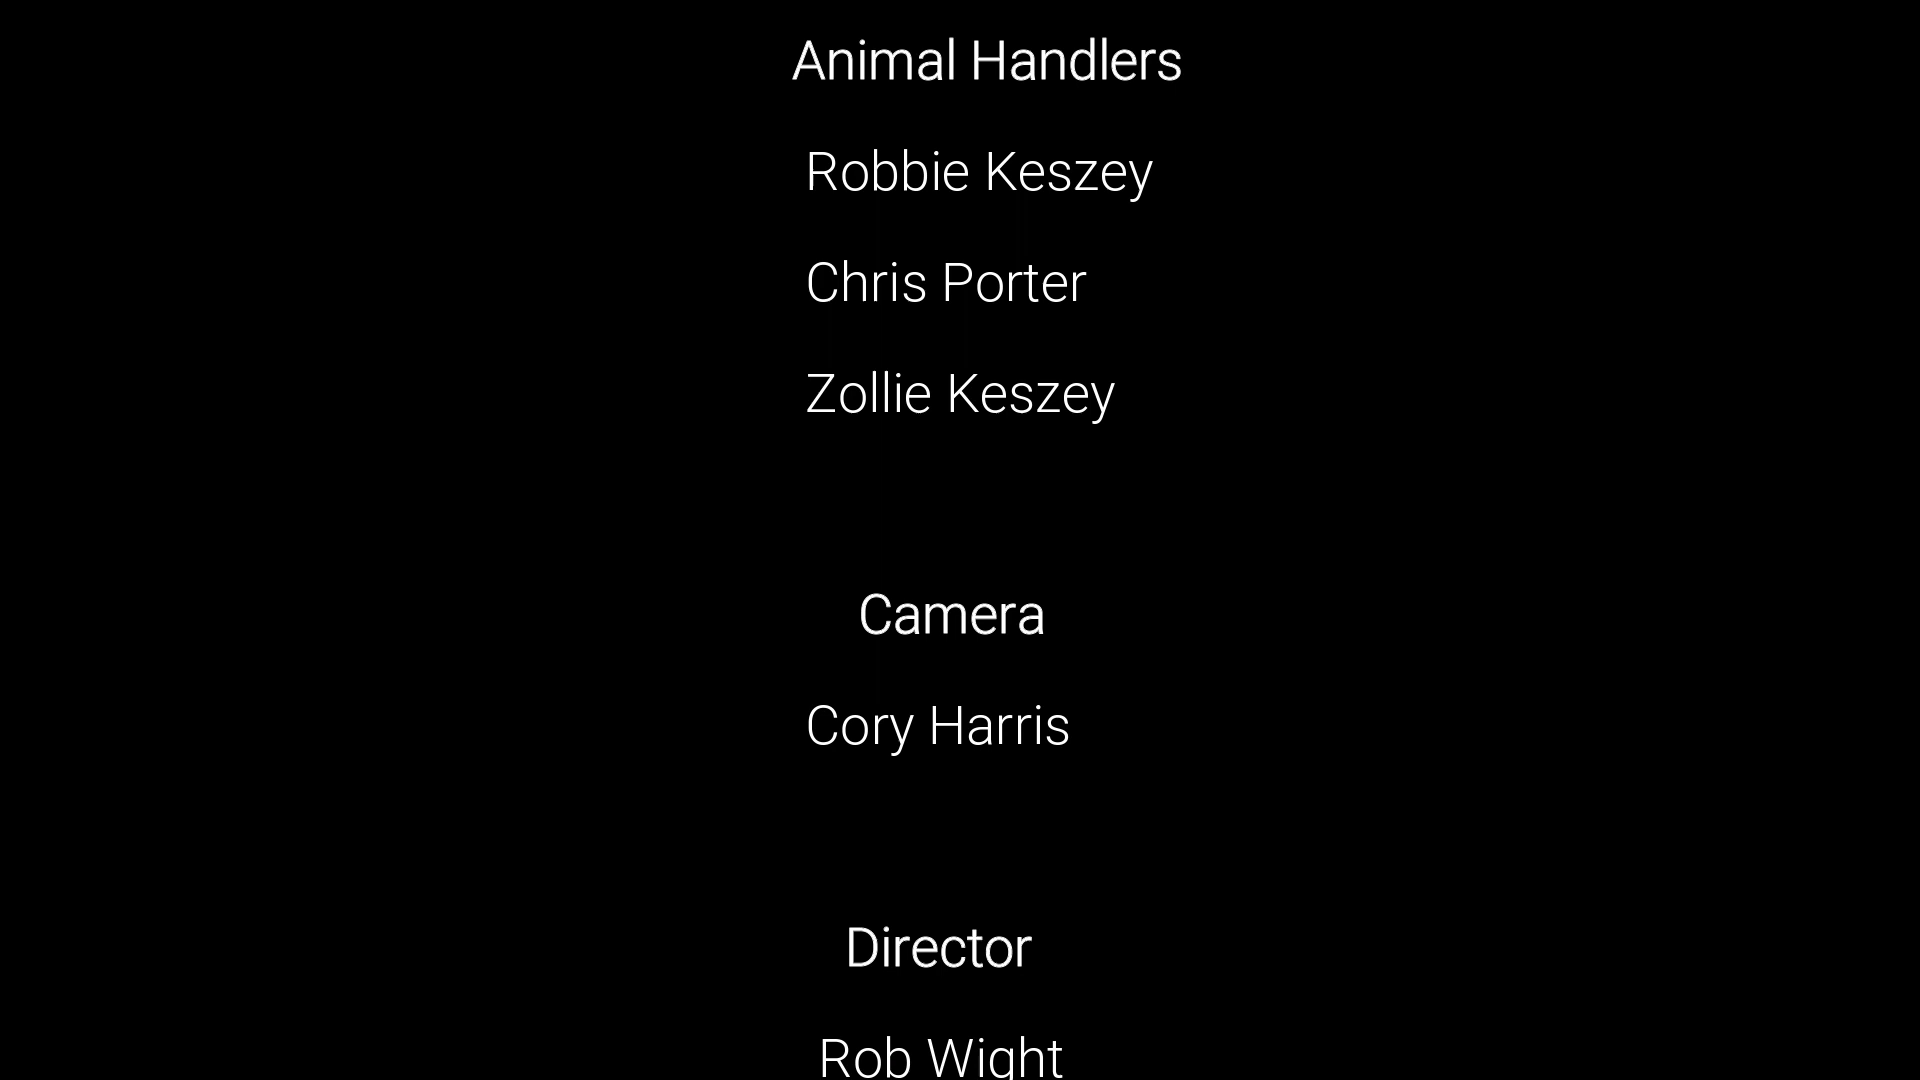 Animal Handlers
Robbie Keszey
Chris Porter
Zollie Keszey
Camera
Cory Harris
Director
Rob Wight